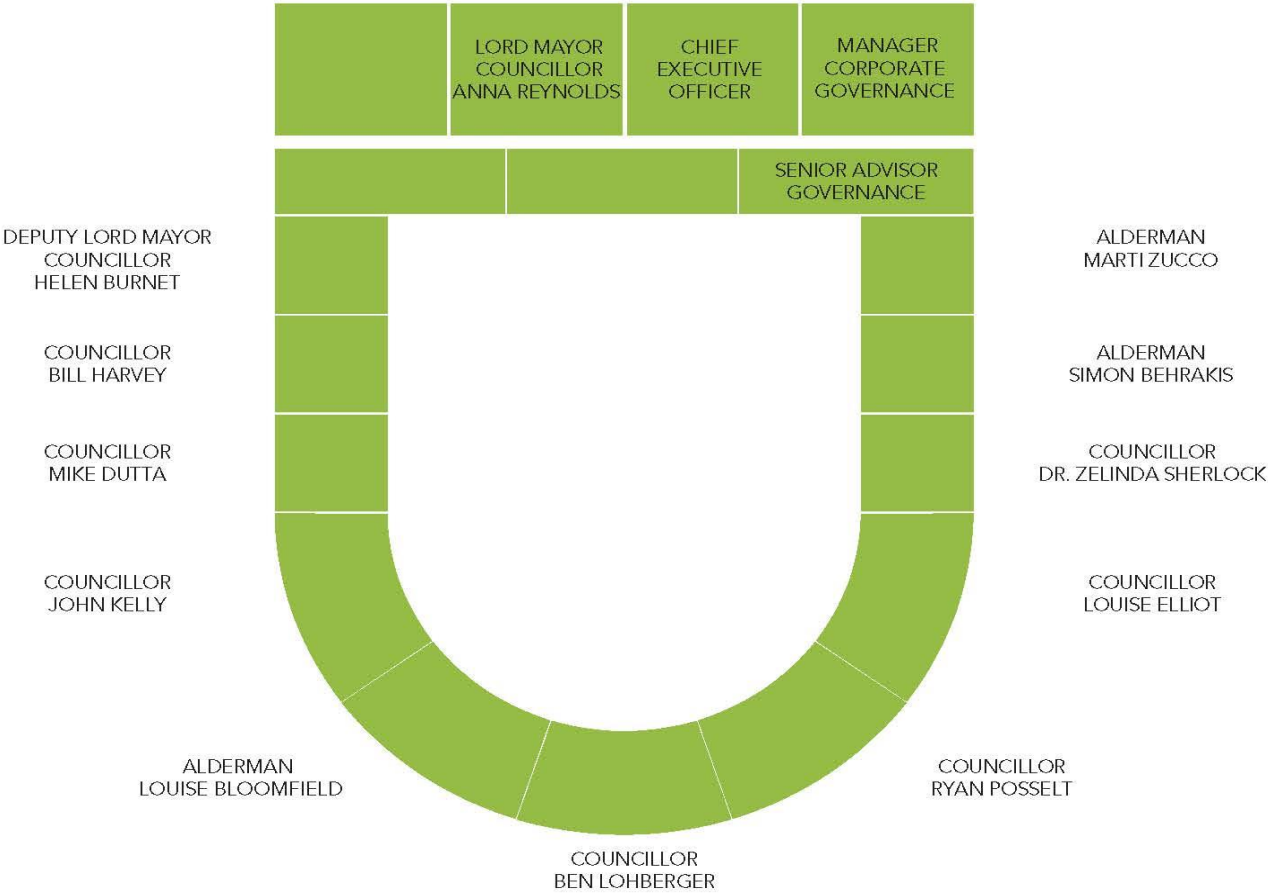 LORD MAYOR
COUNCILLOR
ANNA REYNOLDS
CHIEF
EXECUTIVE
OFFICER
MANAGER
CORPORATE
GOVERNANCE
SENIOR ADVISOR
GOVERNANCE
DEPUTY LORD MAYOR
COUNCILLOR
HELEN BURNET
ALDERMAN
MARTI ZUCCO
COUNCILLOR
BILL HARVEY
ALDERMAN
SIMON BEHRAKIS
COUNCILLOR
MIKE DUTTA
COUNCILLOR
DR. ZELINDA SHERLOCK
COUNCILLOR
JOHN KELLY
COUNCILLOR
LOUISE ELLIOT
ALDERMAN
LOUISE BLOOMFIELD
COUNCILLOR
RYAN POSSELT
COUNCILLOR
BEN LOHBERGER